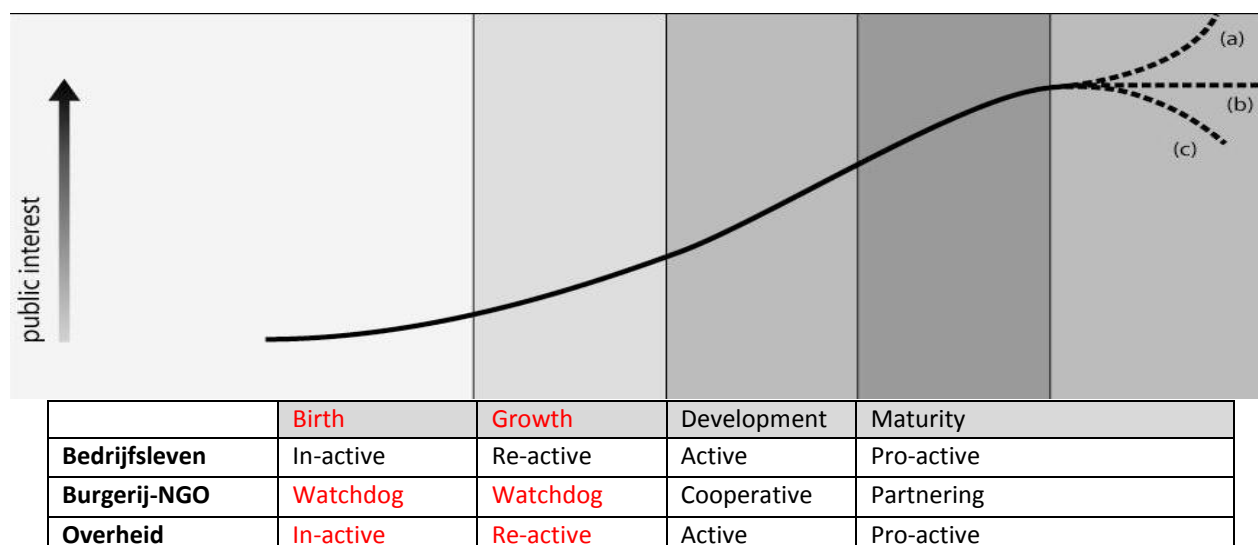 (a)
(b)
(c)
public interest
Birth Growth Development Maturity
Bedrijfsleven In-active Re-active Active Pro-active
Burgerij-NGO Watchdog Watchdog Cooperative Partnering
Overheid In-active Re-active Active Pro-active